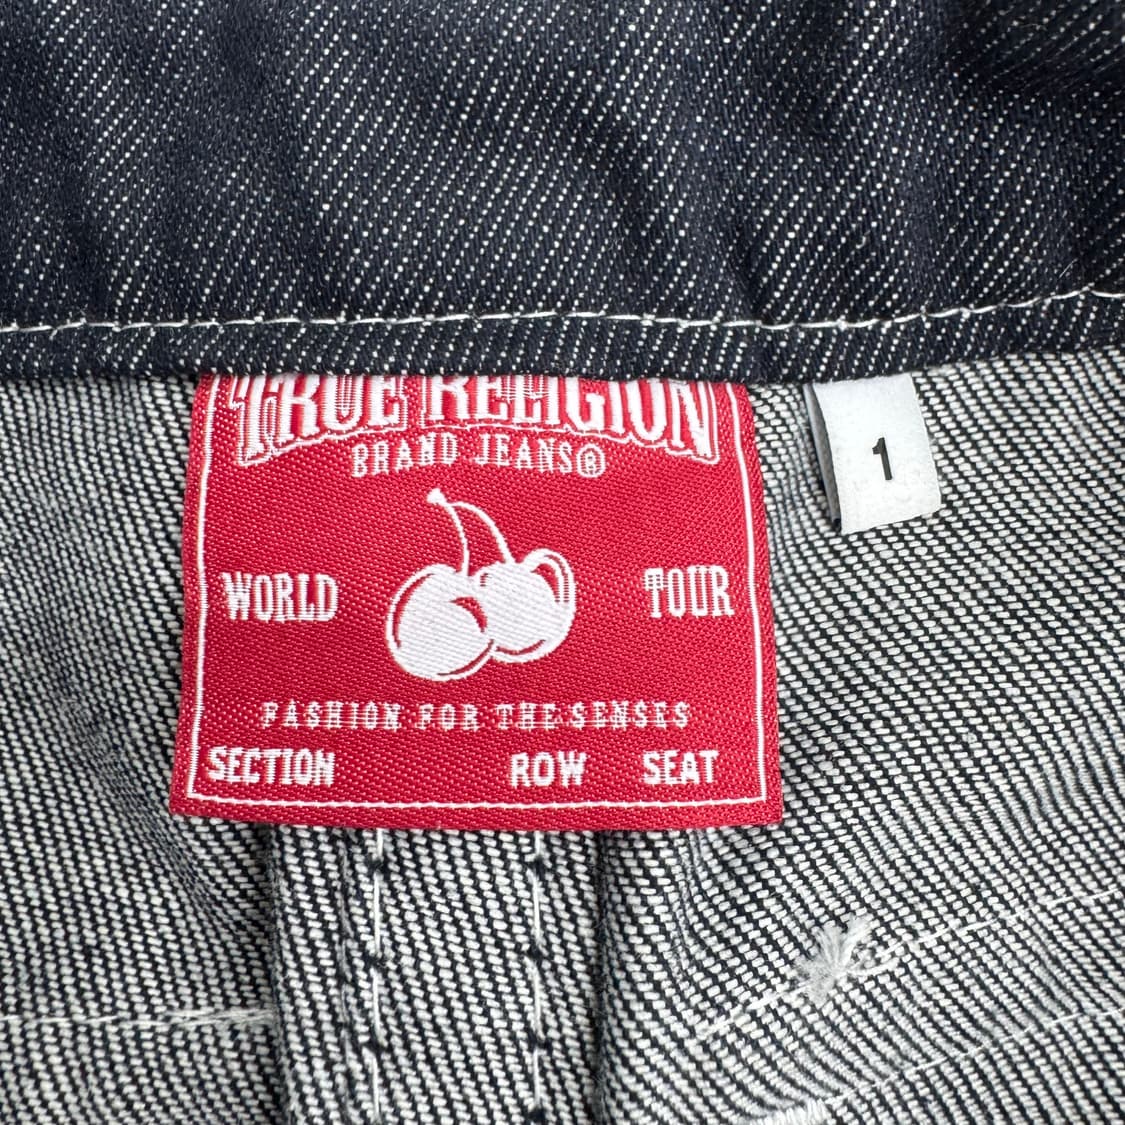 TRUE RELIGION
BRAND JEANS®
WORLD TOUR
FASHION FOR THE SENSES
SECTION ROW SEAT
1